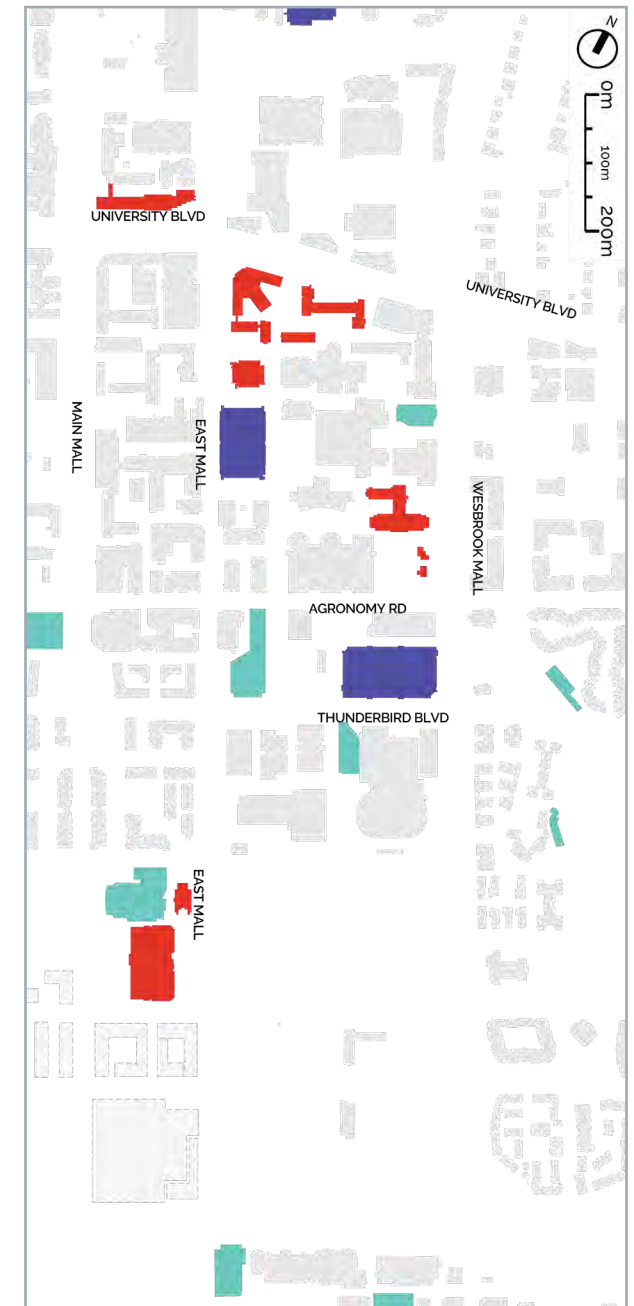 N
0m
100m
200m
UNIVERSITY BLVD
UNIVERSITY BLVD
MAIN MALL
EAST MALL
WESBROOK MALL
AGRONOMY RD
THUNDERBIRD BLVD
EAST MALL